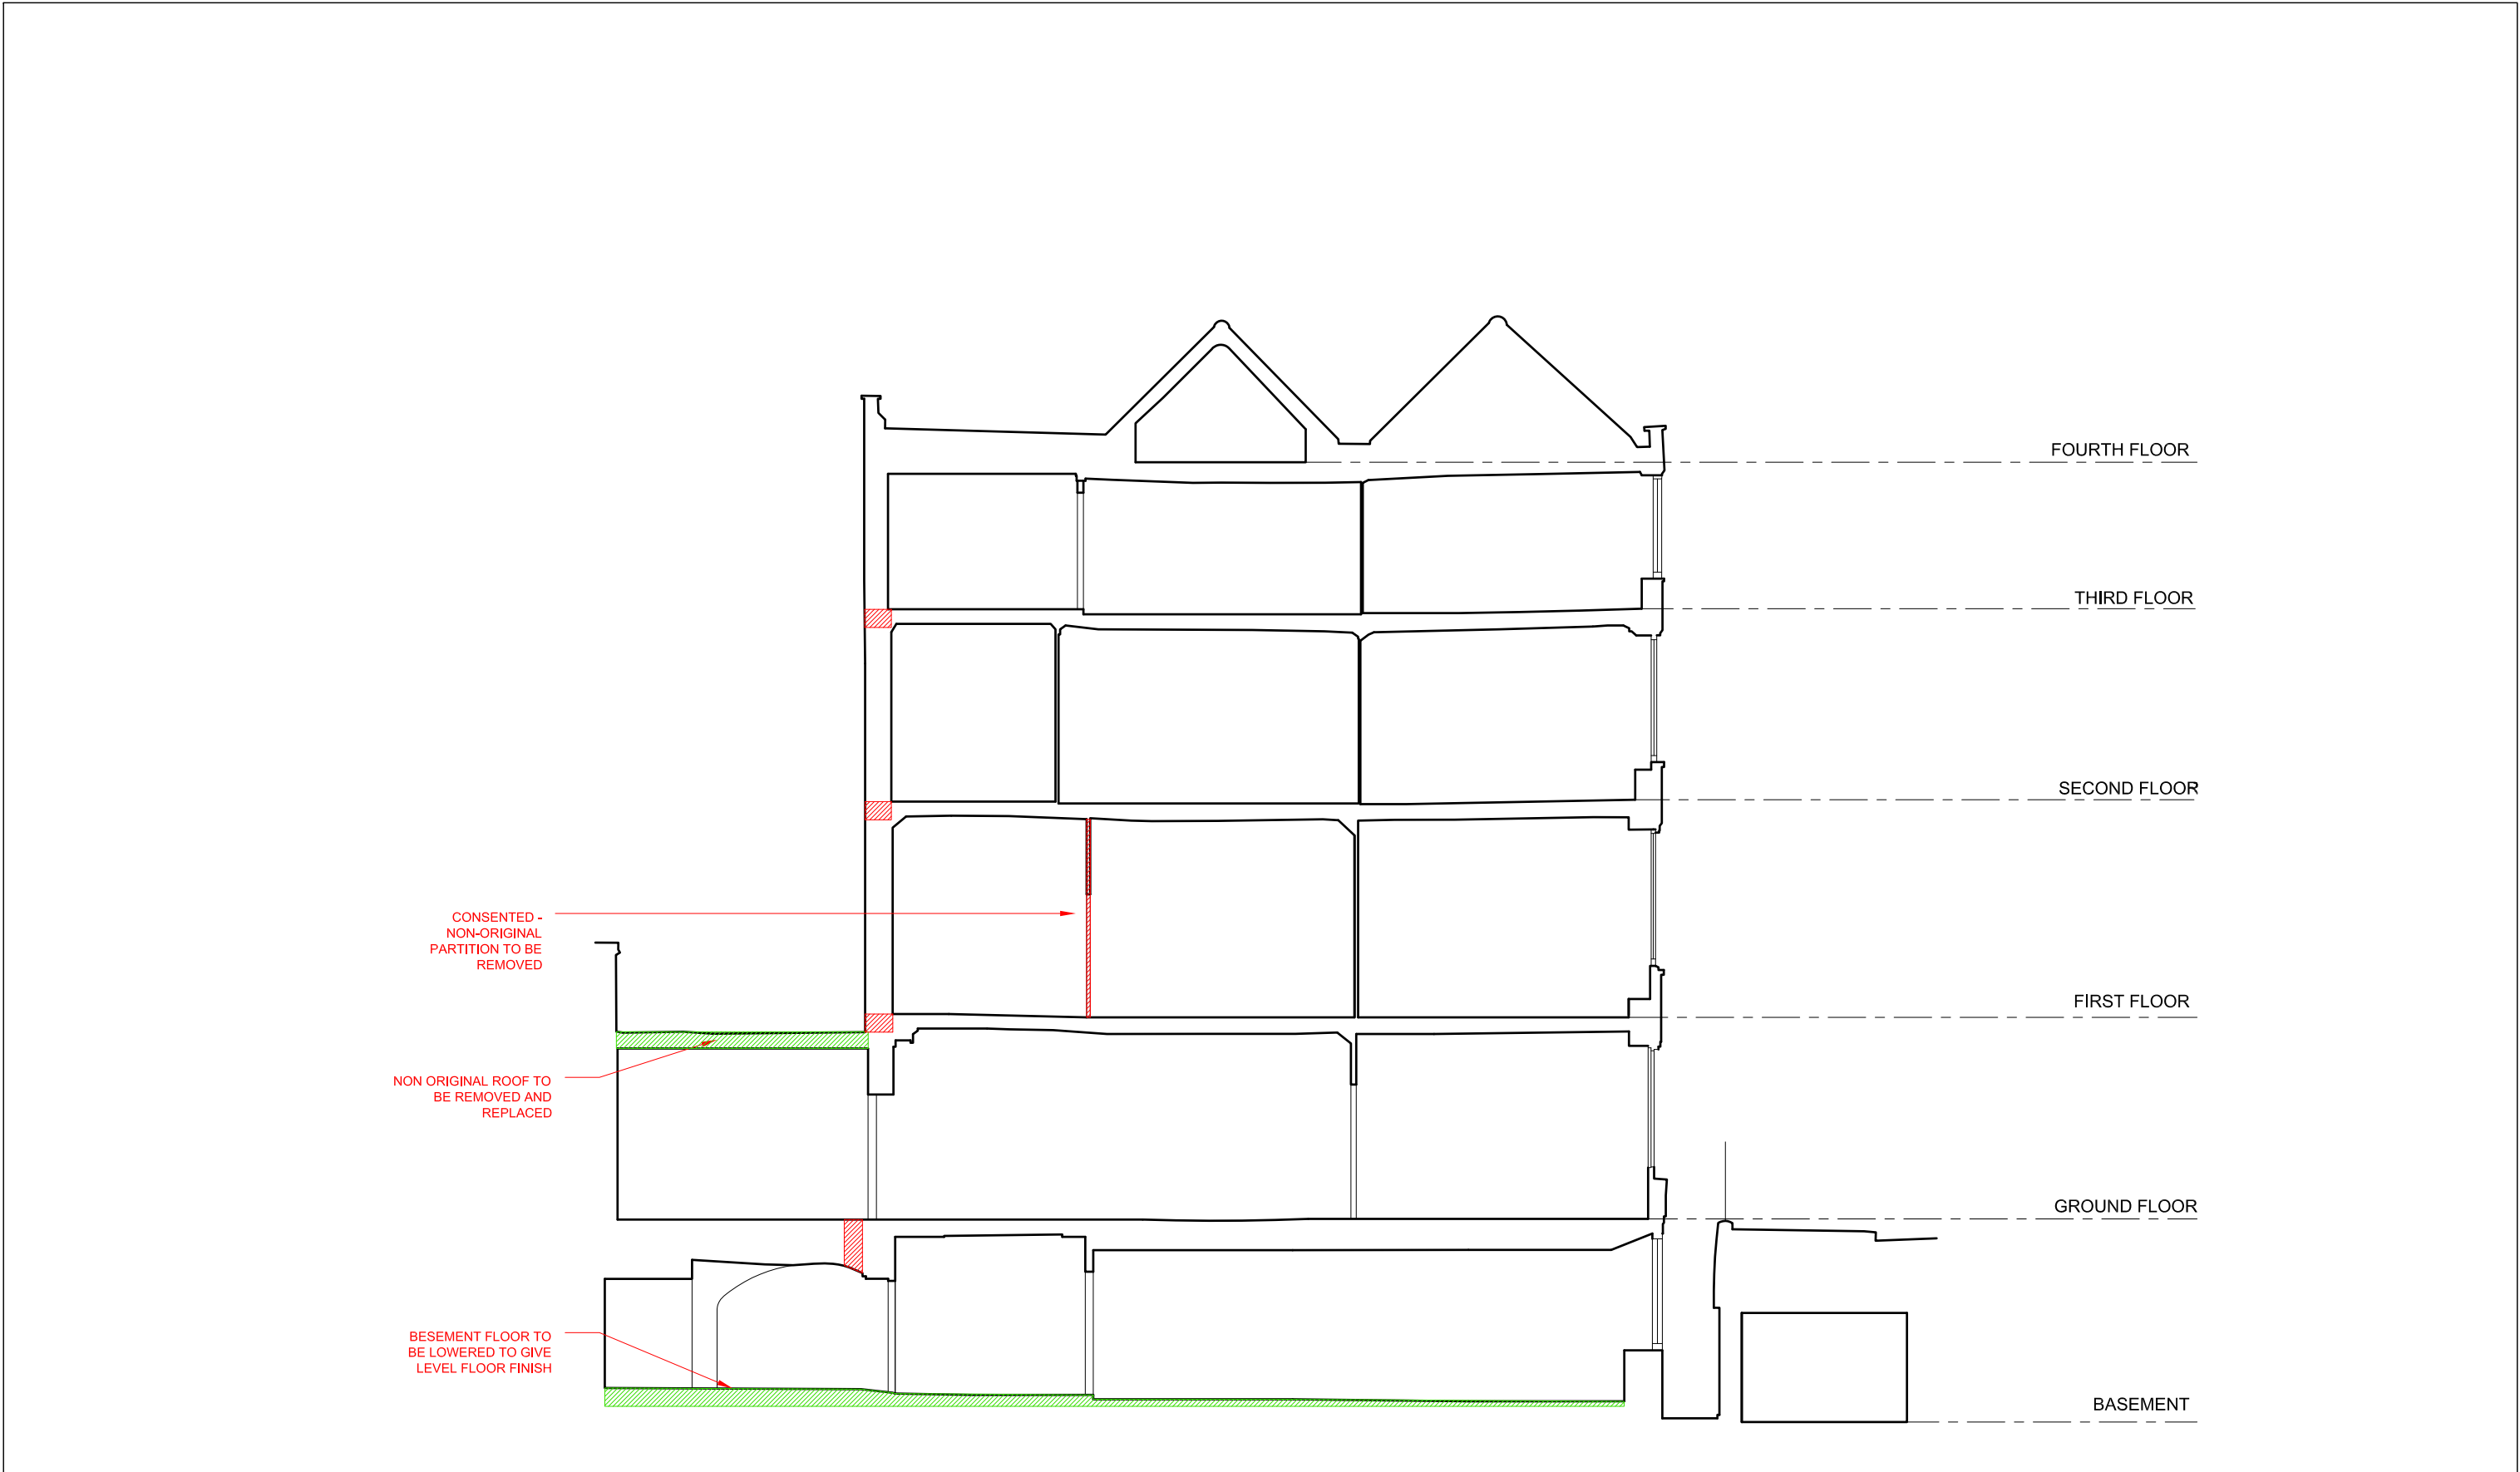 FOURTH FLOOR
THIRD FLOOR
SECOND FLOOR
CONSENTED -
NON-ORIGINAL
PARTITION TO BE
REMOVED
FIRST FLOOR
NON ORIGINAL ROOF TO
BE REMOVED AND
REPLACED
GROUND FLOOR
BESEMENT FLOOR TO
BE LOWERED TO GIVE
LEVEL FLOOR FINISH
BASEMENT